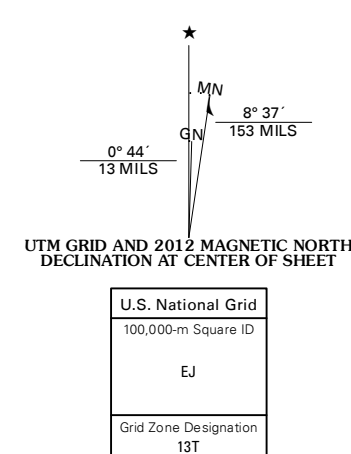 ★
MN
8° 37´
153 MILS
GN
0° 44´
13 MILS
UTM GRID AND 2012 MAGNETIC NORTH
DECLINATION AT CENTER OF SHEET
U.S. National Grid
100,000-m Square ID
EJ
Grid Zone Designation
13T